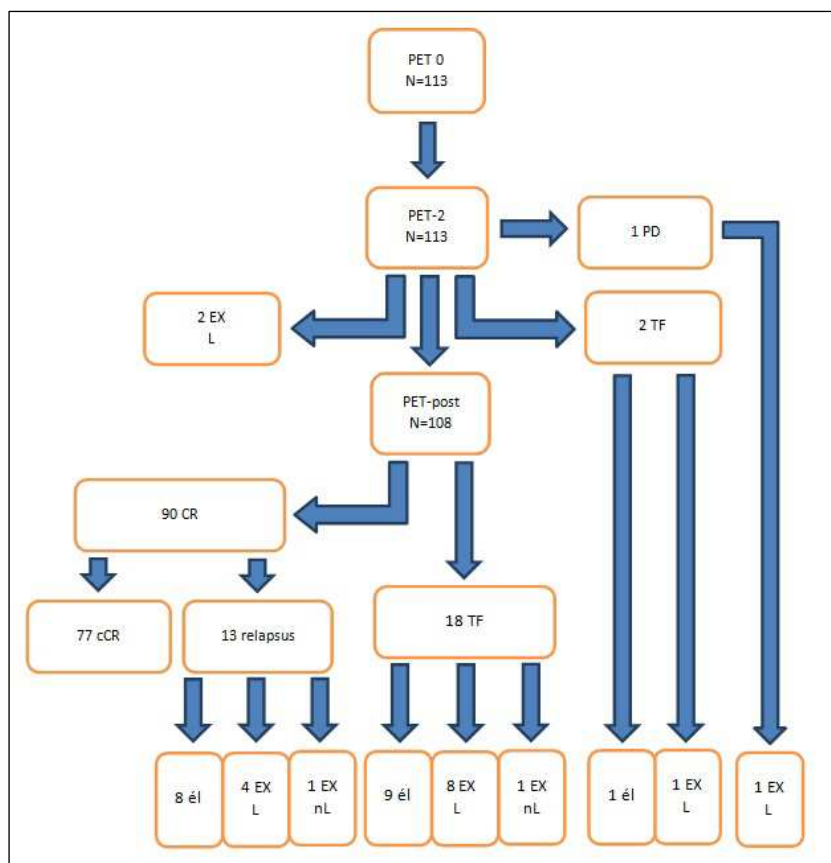 PET 0
N=113
PET-2
N=113
1 PD
2 EX
L
2 TF
PET-post
N=108
90 CR
77 cCR
13 relapsus
18 TF
8 él
4 EX
L
1 EX
nL
9 él
8 EX
L
1 EX
nL
1 él
1 EX
L
1 EX
L